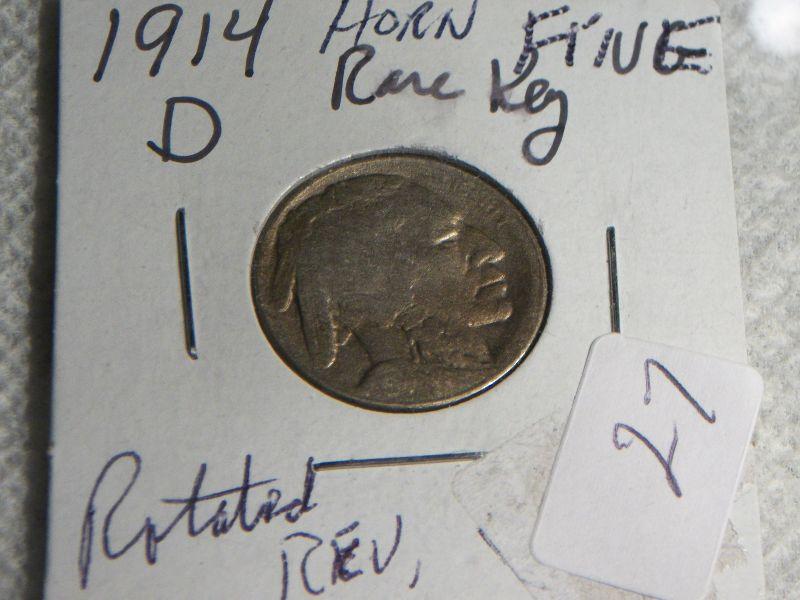 1914 HORN FINE
D Rare Key
27
Rotated
REV,